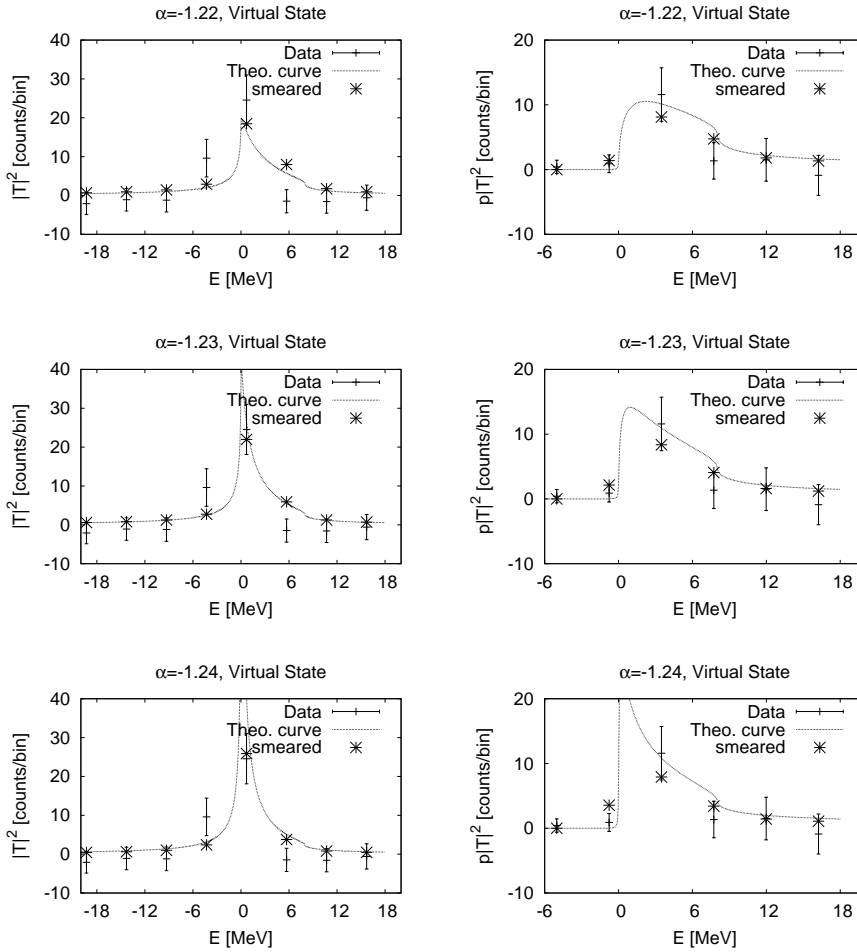 α=-1.22, Virtual State
|T|² [counts/bin]
40
30
20
10
0
-10
Data
Theo. curve
smeared
-18 -12 -6 0 6 12 18
E [MeV]
α=-1.22, Virtual State
p|T|² [counts/bin]
20
10
0
-10
Data
Theo. curve
smeared
-6 0 6 12 18
E [MeV]
α=-1.23, Virtual State
|T|² [counts/bin]
40
30
20
10
0
-10
Data
Theo. curve
smeared
-18 -12 -6 0 6 12 18
E [MeV]
α=-1.23, Virtual State
p|T|² [counts/bin]
20
10
0
-10
Data
Theo. curve
smeared
-6 0 6 12 18
E [MeV]
α=-1.24, Virtual State
|T|² [counts/bin]
40
30
20
10
0
-10
Data
Theo. curve
smeared
-18 -12 -6 0 6 12 18
E [MeV]
α=-1.24, Virtual State
p|T|² [counts/bin]
20
10
0
-10
Data
Theo. curve
smeared
-6 0 6 12 18
E [MeV]